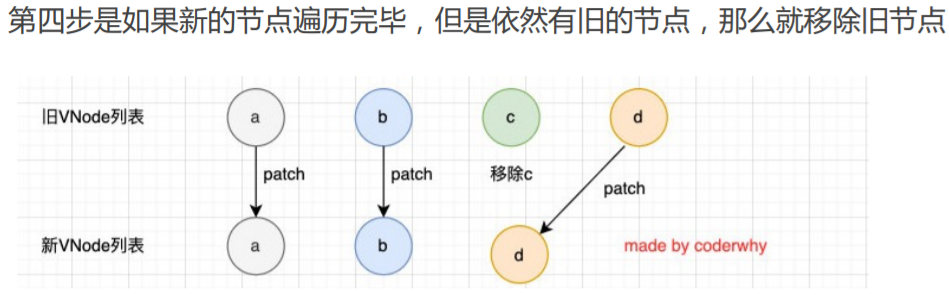 第四步是如果新的节点遍历完毕，但是依然有旧的节点，那么就移除旧节点
旧VNode列表 a b c d
patch patch 移除c patch
新VNode列表 a b d made by coderwhy